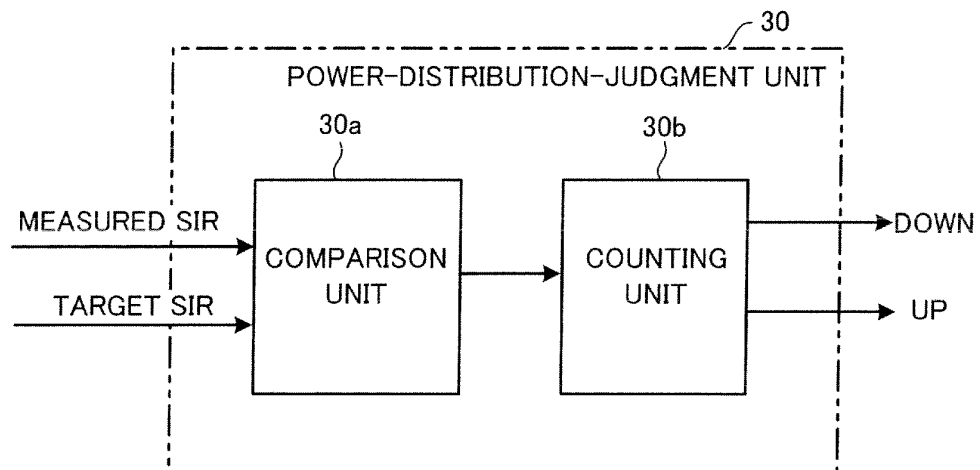 30
POWER-DISTRIBUTION-JUDGMENT UNIT
30a
30b
MEASURED SIR
TARGET SIR
COMPARISON
UNIT
COUNTING
UNIT
DOWN
UP